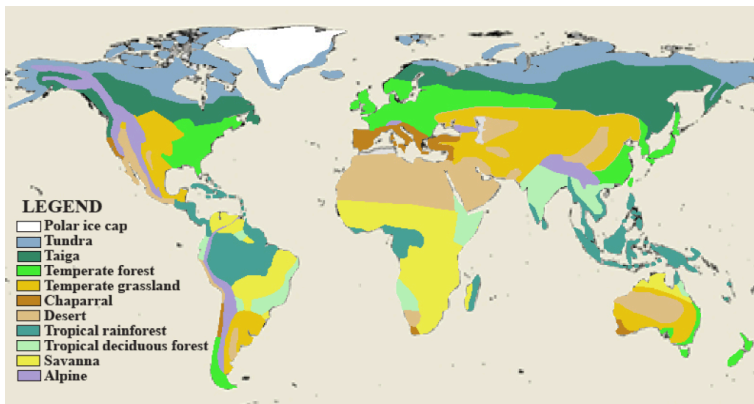 LEGEND
Polar ice cap
Tundra
Taiga
Temperate forest
Temperate grassland
Chaparral
Desert
Tropical rainforest
Tropical deciduous forest
Savanna
Alpine